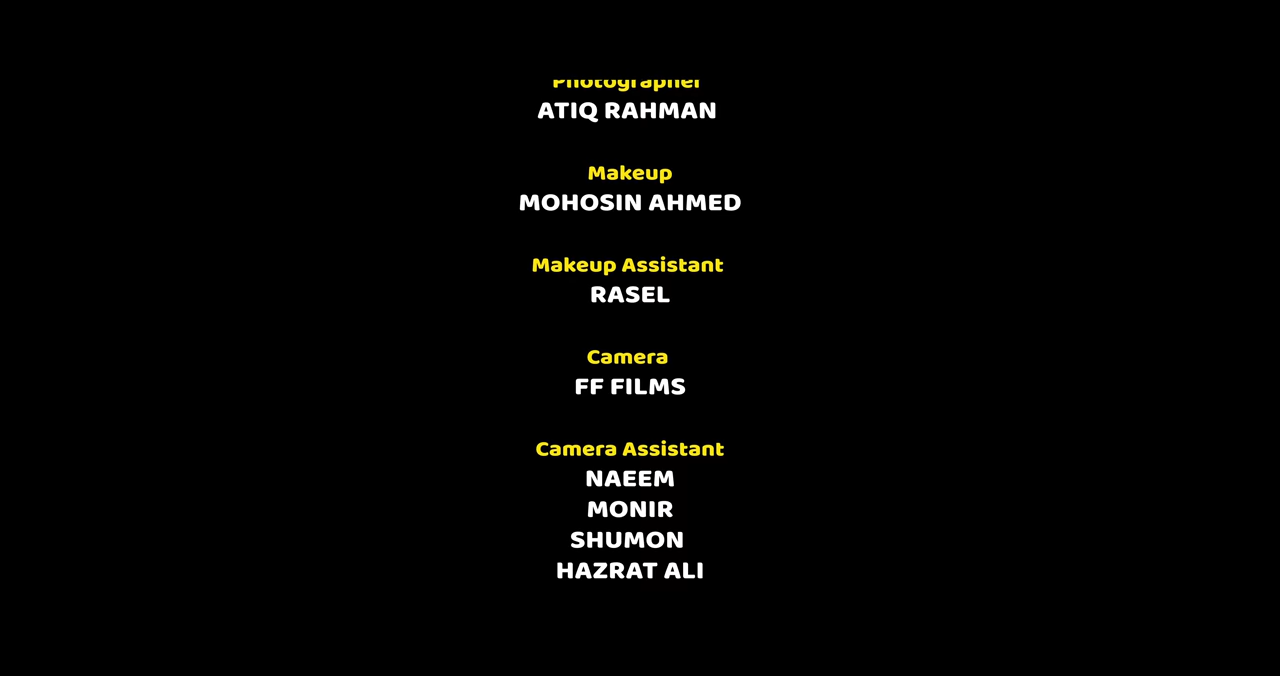 Photographer
ATIQ RAHMAN
Makeup
MOHOSIN AHMED
Makeup Assistant
RASEL
Camera
FF FILMS
Camera Assistant
NAEEM
MONIR
SHUMON
HAZRAT ALI